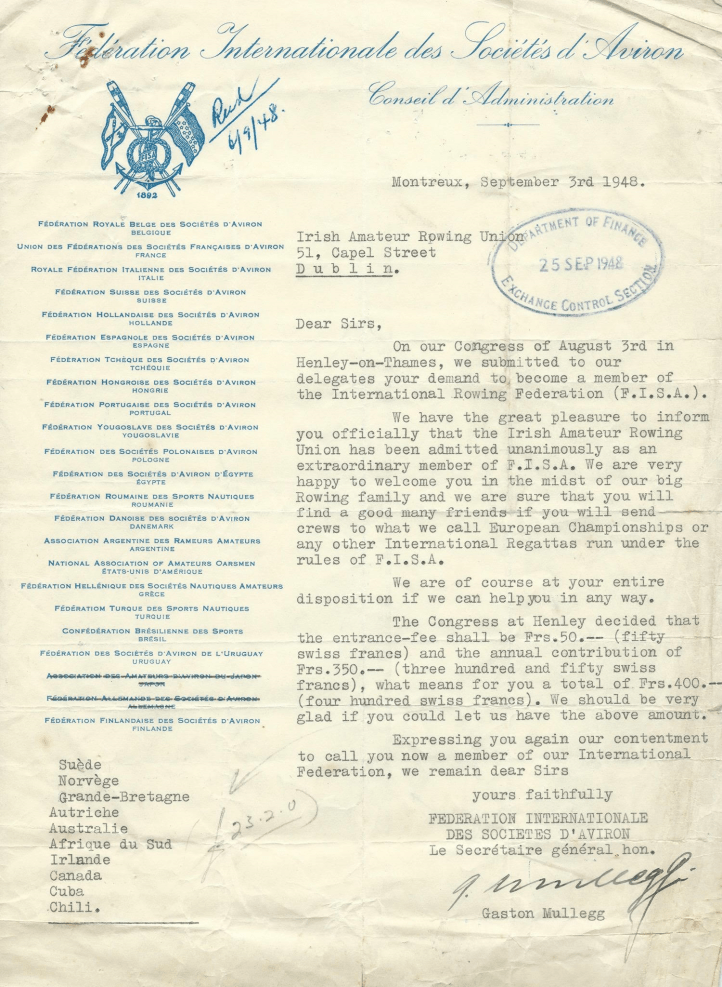 Fédération Internationale des Sociétés d'Aviron
Conseil d'Administration
Recd
6/9/48.
1892
Montreux, September 3rd 1948.
FÉDÉRATION ROYALE BELGE DES SOCIÉTÉS D'AVIRON
BELGIQUE
UNION DES FÉDÉRATIONS DES SOCIÉTÉS FRANÇAISES D'AVIRON
FRANCE
ROYALE FÉDÉRATION ITALIENNE DES SOCIÉTÉS D'AVIRON
ITALIE
FÉDÉRATION SUISSE DES SOCIÉTÉS D'AVIRON
SUISSE
FÉDÉRATION HOLLANDAISE DES SOCIÉTÉS D'AVIRON
HOLLANDE
FÉDÉRATION ESPAGNOLE DES SOCIÉTÉS D'AVIRON
ESPAGNE
FÉDÉRATION TCHÈQUE DES SOCIÉTÉS D'AVIRON
TCHÉQUIE
FÉDÉRATION HONGROISE DES SOCIÉTÉS D'AVIRON
HONGRIE
FÉDÉRATION PORTUGAISE DES SOCIÉTÉS D'AVIRON
PORTUGAL
FÉDÉRATION YOUGOSLAVE DES SOCIÉTÉS D'AVIRON
YOUGOSLAVIE
FÉDÉRATION DES SOCIÉTÉS POLONAISES D'AVIRON
POLOGNE
FÉDÉRATION DES SOCIÉTÉS D'AVIRON D'ÉGYPTE
ÉGYPTE
FÉDÉRATION ROUMAINE DES SPORTS NAUTIQUES
ROUMANIE
FÉDÉRATION DANOISE DES SOCIÉTÉS D'AVIRON
DANEMARK
ASSOCIATION ARGENTINE DES RAMEURS AMATEURS
ARGENTINE
NATIONAL ASSOCIATION OF AMATEURS OARSMEN
ÉTATS-UNIS D'AMÉRIQUE
FÉDÉRATION HELLÉNIQUE DES SOCIÉTÉS NAUTIQUES AMATEURS
GRÈCE
FÉDÉRATION TURQUE DES SPORTS NAUTIQUES
TURQUIE
CONFÉDÉRATION BRÉSILIENNE DES SPORTS
BRÉSIL
FÉDÉRATION DES SOCIÉTÉS D'AVIRON DE L'URUGUAY
URUGUAY
ASSOCIATION DES AMATEURS D'AVIRON DU JAPON
JAPON
FÉDÉRATION ALLEMANDE DES SOCIÉTÉS D'AVIRON
ALLEMAGNE
FÉDÉRATION FINLANDAISE DES SOCIÉTÉS D'AVIRON
FINLANDE
Suède
Norvège
Grande-Bretagne
Autriche
Australie
Afrique du Sud
Irlande
Canada
Cuba
Chili.
£23.2.0
Irish Amateur Rowing Union
51, Capel Street
Dublin.
DEPARTMENT OF FINANCE
25 SEP 1948
EXCHANGE CONTROL SECTION
Dear Sirs,
On our Congress of August 3rd in
Henley-on-Thames, we submitted to our
delegates your demand to become a member of
the International Rowing Federation (F.I.S.A.).
We have the great pleasure to inform
you officially that the Irish Amateur Rowing
Union has been admitted unanimously as an
extraordinary member of F.I.S.A. We are very
happy to welcome you in the midst of our big
Rowing family and we are sure that you will
find a good many friends if you will send
crews to what we call European Championships or
any other International Regattas run under the
rules of F.I.S.A.
We are of course at your entire
disposition if we can help you in any way.
The Congress at Henley decided that
the entrance-fee shall be Frs.50.-- (fifty
swiss francs) and the annual contribution of
Frs.350.-- (three hundred and fifty swiss
francs), what means for you a total of Frs.400.--
(four hundred swiss francs). We should be very
glad if you could let us have the above amount.
Expressing you again our contentment
to call you now a member of our International
Federation, we remain dear Sirs
yours faithfully
FEDERATION INTERNATIONALE
DES SOCIETES D'AVIRON
Le Secrétaire général hon.
G. Mullegg
Gaston Mullegg